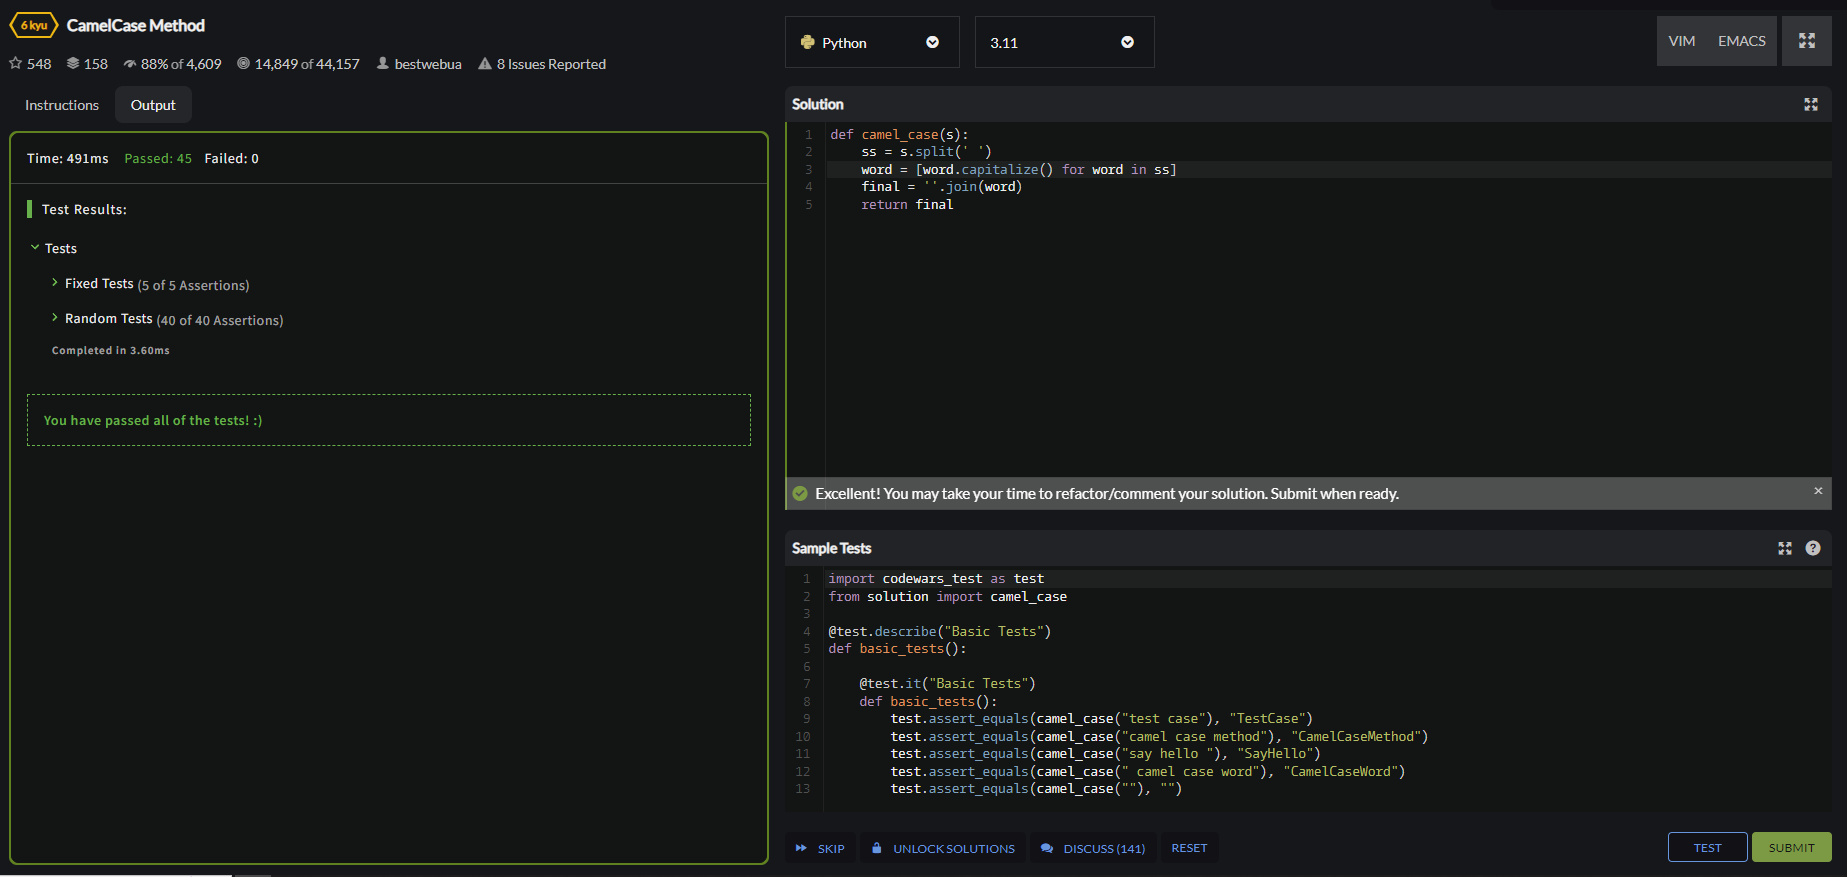 6 kyu CamelCase Method
548 158 88% of 4,609 14,849 of 44,157 bestwebua 8 Issues Reported
Instructions Output
Time: 491ms Passed: 45 Failed: 0
Test Results:
Tests
Fixed Tests (5 of 5 Assertions)
Random Tests (40 of 40 Assertions)
Completed in 3.60ms
You have passed all of the tests! :)
Python 3.11 VIM EMACS
Solution
1 def camel_case(s):
2     ss = s.split(' ')
3     word = [word.capitalize() for word in ss]
4     final = ''.join(word)
5     return final
Excellent! You may take your time to refactor/comment your solution. Submit when ready. ×
Sample Tests ?
1 import codewars_test as test
2 from solution import camel_case
3
4 @test.describe("Basic Tests")
5 def basic_tests():
6
7     @test.it("Basic Tests")
8     def basic_tests():
9         test.assert_equals(camel_case("test case"), "TestCase")
10         test.assert_equals(camel_case("camel case method"), "CamelCaseMethod")
11         test.assert_equals(camel_case("say hello "), "SayHello")
12         test.assert_equals(camel_case(" camel case word"), "CamelCaseWord")
13         test.assert_equals(camel_case(""), "")
SKIP UNLOCK SOLUTIONS DISCUSS (141) RESET TEST SUBMIT